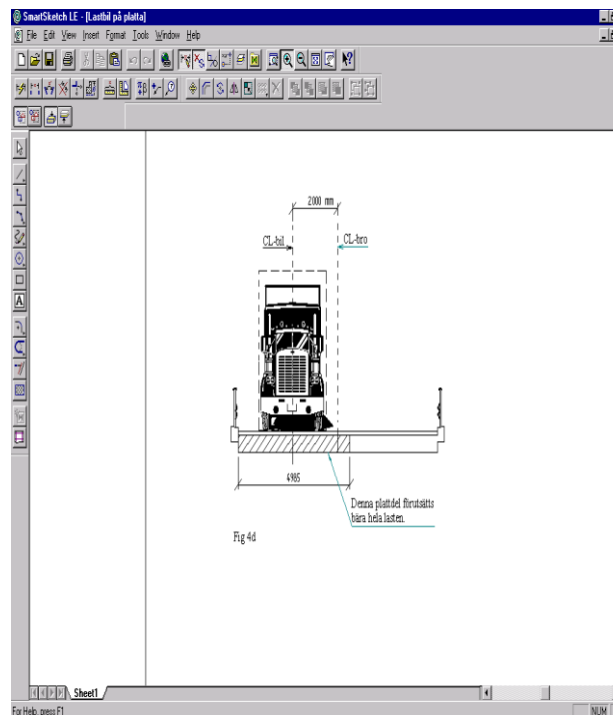 SmartSketch LE - [Lastbil på platta]
File Edit View Insert Format Tools Window Help
A
2000 mm
CL-bil
CL-bro
4985
Denna plattdel förutsätts
bära hela lasten.
Fig 4d
Sheet1
For Help, press F1
NUM